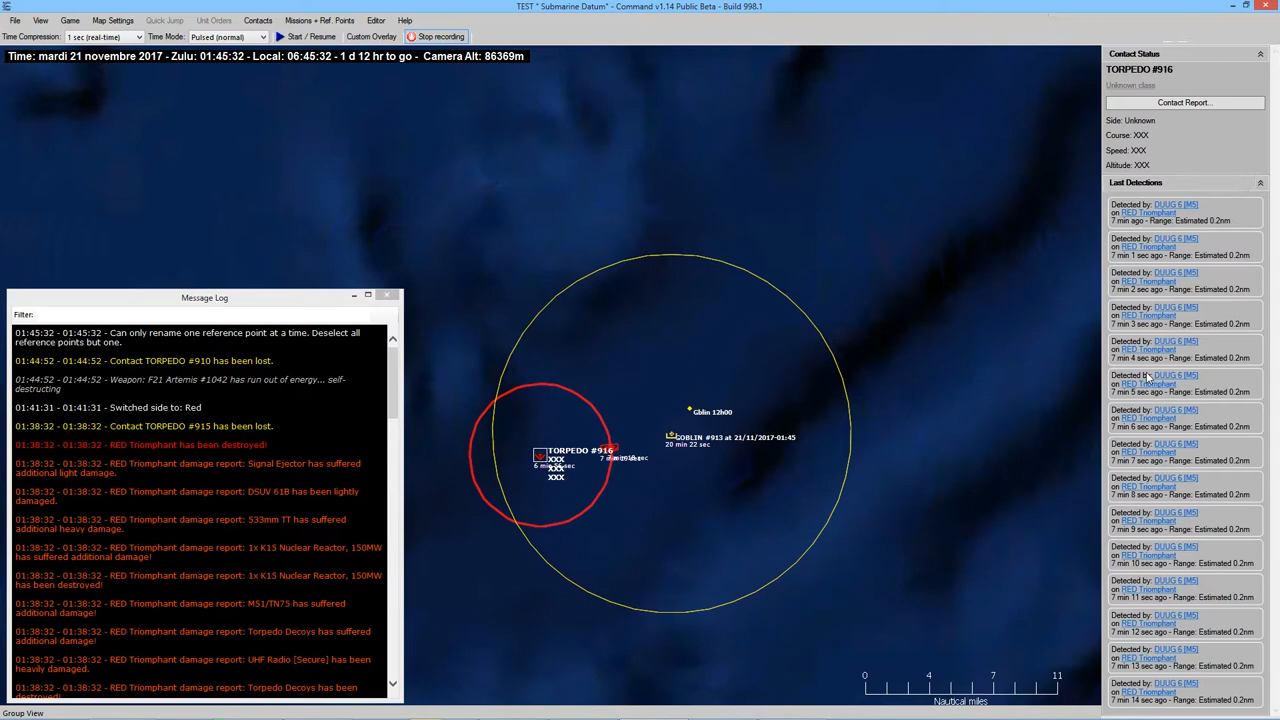 TEST " Submarine Datum" - Command v1.14 Public Beta - Build 998.1
File View Game Map Settings Quick Jump Unit Orders Contacts Missions + Ref. Points Editor Help
Time Compression: 1 sec (real-time) Time Mode: Pulsed (normal) Start / Resume Custom Overlay Stop recording
Time: mardi 21 novembre 2017 - Zulu: 01:45:32 - Local: 06:45:32 - 1 d 12 hr to go - Camera Alt: 86369m
Message Log
Filter:
01:45:32 - 01:45:32 - Can only rename one reference point at a time. Deselect all
reference points but one.
01:44:52 - 01:44:52 - Contact TORPEDO #910 has been lost.
01:44:52 - 01:44:52 - Weapon: F21 Artemis #1042 has run out of energy... self-
destructing
01:41:31 - 01:41:31 - Switched side to: Red
01:38:32 - 01:38:32 - Contact TORPEDO #915 has been lost.
01:38:32 - 01:38:32 - RED Triomphant has been destroyed!
01:38:32 - 01:38:32 - RED Triomphant damage report: Signal Ejector has suffered
additional light damage.
01:38:32 - 01:38:32 - RED Triomphant damage report: DSUV 61B has been lightly
damaged.
01:38:32 - 01:38:32 - RED Triomphant damage report: 533mm TT has suffered
additional heavy damage.
01:38:32 - 01:38:32 - RED Triomphant damage report: 1x K15 Nuclear Reactor, 150MW
has suffered additional damage!
01:38:32 - 01:38:32 - RED Triomphant damage report: 1x K15 Nuclear Reactor, 150MW
has been destroyed!
01:38:32 - 01:38:32 - RED Triomphant damage report: M51/TN75 has suffered
additional damage!
01:38:32 - 01:38:32 - RED Triomphant damage report: Torpedo Decoys has suffered
additional damage!
01:38:32 - 01:38:32 - RED Triomphant damage report: UHF Radio [Secure] has been
heavily damaged.
01:38:32 - 01:38:32 - RED Triomphant damage report: Torpedo Decoys has been
destroyed!
Gblin 12h00
GOBLIN #913 at 21/11/2017-01:45
20 min 22 sec
TORPEDO #916
XXX
XXX
XXX
0 4 7 11
Nautical miles
Contact Status
TORPEDO #916
Unknown class
Contact Report...
Side: Unknown
Course: XXX
Speed: XXX
Altitude: XXX
Last Detections
Detected by: DUUG 6 [M5]
on RED Triomphant
7 min ago - Range: Estimated 0.2nm
Detected by: DUUG 6 [M5]
on RED Triomphant
7 min 1 sec ago - Range: Estimated 0.2nm
Detected by: DUUG 6 [M5]
on RED Triomphant
7 min 2 sec ago - Range: Estimated 0.2nm
Detected by: DUUG 6 [M5]
on RED Triomphant
7 min 3 sec ago - Range: Estimated 0.2nm
Detected by: DUUG 6 [M5]
on RED Triomphant
7 min 4 sec ago - Range: Estimated 0.2nm
Detected by: DUUG 6 [M5]
on RED Triomphant
7 min 5 sec ago - Range: Estimated 0.2nm
Detected by: DUUG 6 [M5]
on RED Triomphant
7 min 6 sec ago - Range: Estimated 0.2nm
Detected by: DUUG 6 [M5]
on RED Triomphant
7 min 7 sec ago - Range: Estimated 0.2nm
Detected by: DUUG 6 [M5]
on RED Triomphant
7 min 8 sec ago - Range: Estimated 0.2nm
Detected by: DUUG 6 [M5]
on RED Triomphant
7 min 9 sec ago - Range: Estimated 0.2nm
Detected by: DUUG 6 [M5]
on RED Triomphant
7 min 10 sec ago - Range: Estimated 0.2nm
Detected by: DUUG 6 [M5]
on RED Triomphant
7 min 11 sec ago - Range: Estimated 0.2nm
Detected by: DUUG 6 [M5]
on RED Triomphant
7 min 12 sec ago - Range: Estimated 0.2nm
Detected by: DUUG 6 [M5]
on RED Triomphant
7 min 13 sec ago - Range: Estimated 0.2nm
Detected by: DUUG 6 [M5]
on RED Triomphant
7 min 14 sec ago - Range: Estimated 0.2nm
Group View